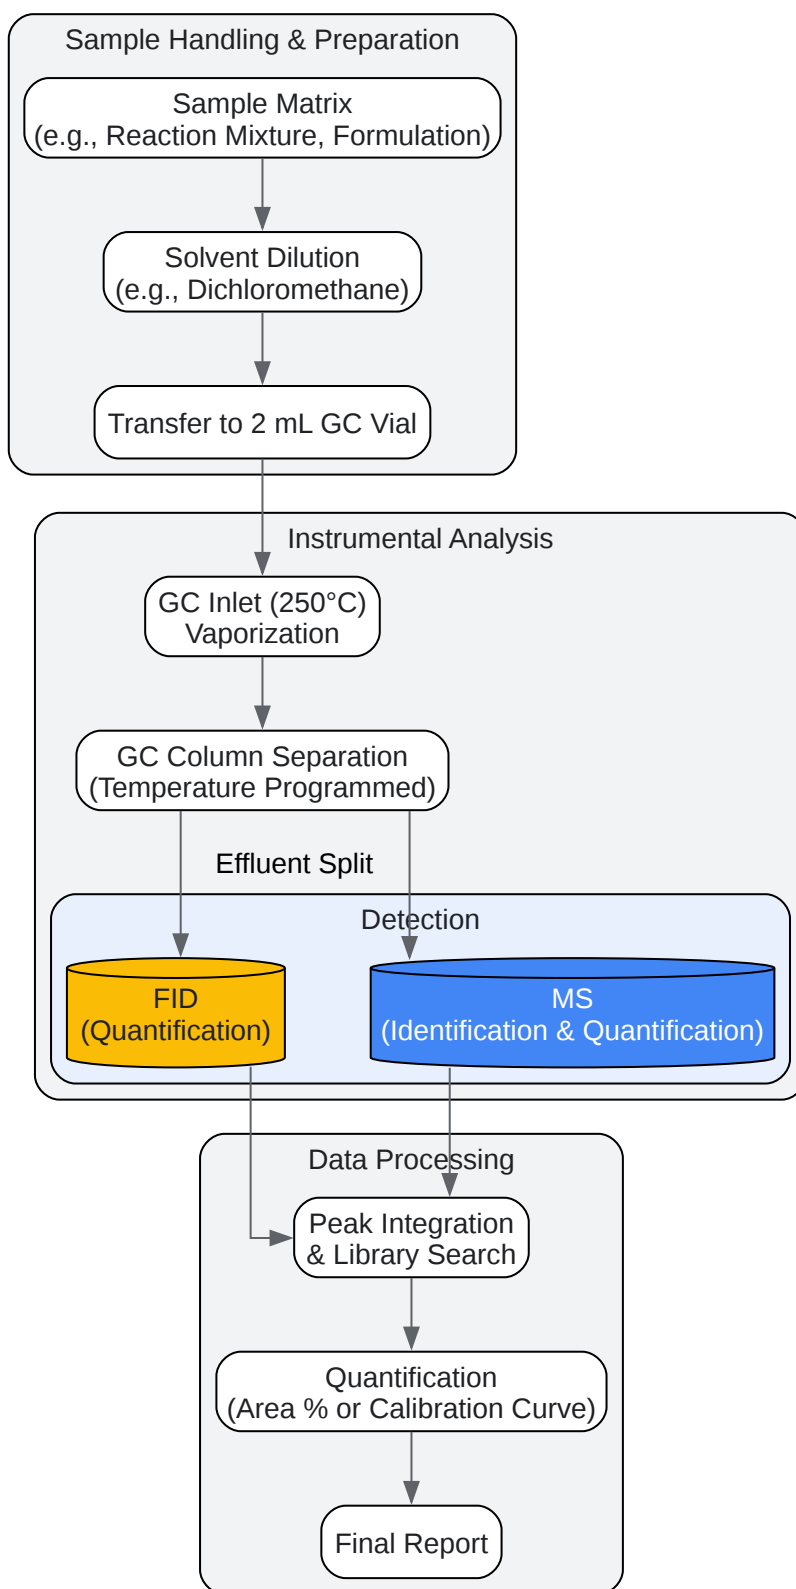 Sample Handling & Preparation
Sample Matrix
(e.g., Reaction Mixture, Formulation)
Solvent Dilution
(e.g., Dichloromethane)
Transfer to 2 mL GC Vial
Instrumental Analysis
GC Inlet (250°C)
Vaporization
GC Column Separation
(Temperature Programmed)
Effluent Split
Detection
FID
(Quantification)
MS
(Identification & Quantification)
Data Processing
Peak Integration
& Library Search
Quantification
(Area % or Calibration Curve)
Final Report